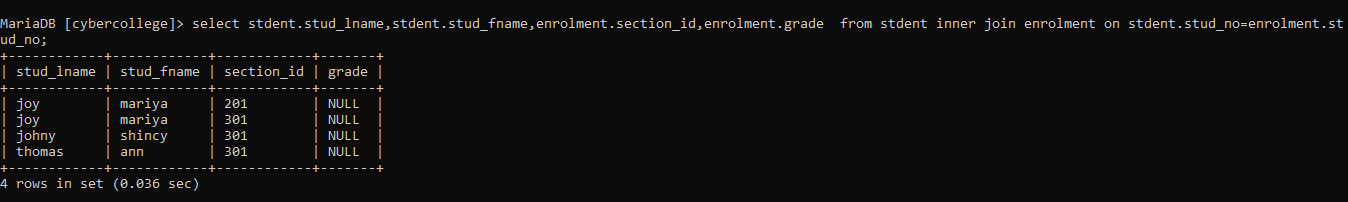 MariaDB [cybercollege]> select stdent.stud_lname,stdent.stud_fname,enrolment.section_id,enrolment.grade  from stdent inner join enrolment on stdent.stud_no=enrolment.st
ud_no;
+------------+------------+------------+-------+
| stud_lname | stud_fname | section_id | grade |
+------------+------------+------------+-------+
| joy        | mariya     | 201        | NULL  |
| joy        | mariya     | 301        | NULL  |
| johny      | shincy     | 301        | NULL  |
| thomas     | ann        | 301        | NULL  |
+------------+------------+------------+-------+
4 rows in set (0.036 sec)